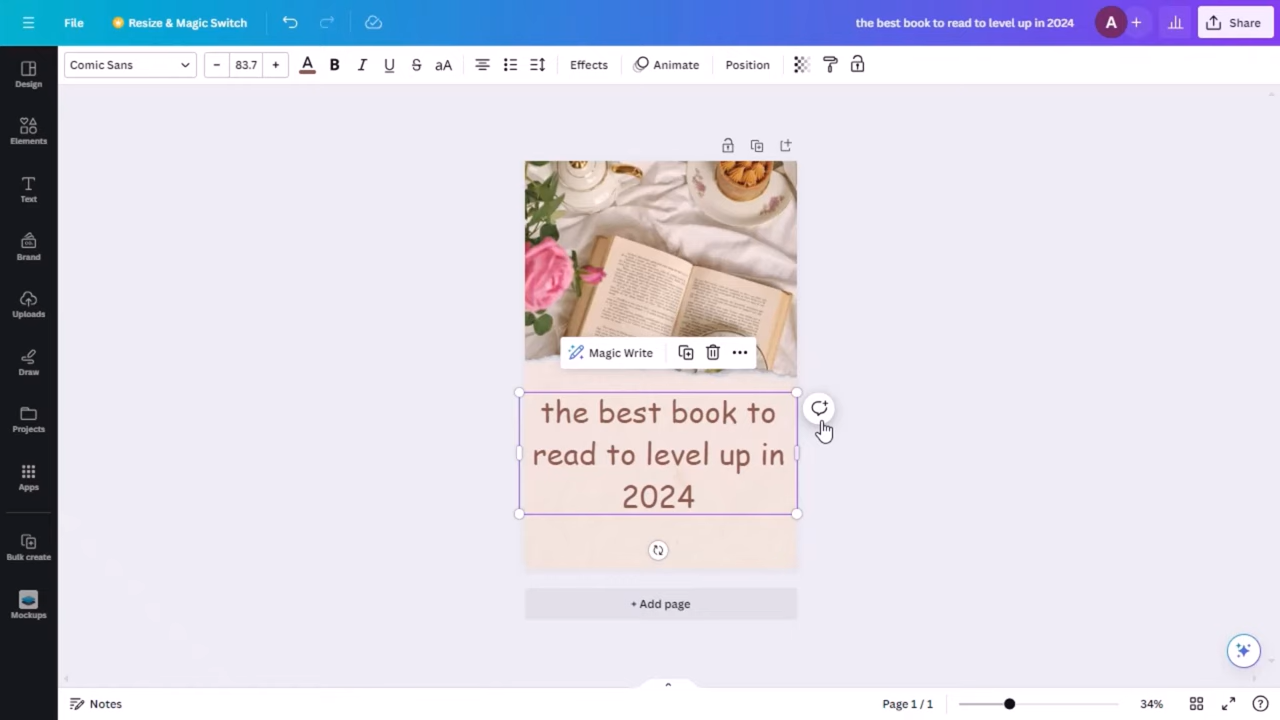 File
Resize & Magic Switch
the best book to read to level up in 2024
A
Share
Comic Sans
83.7
A
B
I
U
S
aA
Effects
Animate
Position
Design
Elements
Text
Brand
Uploads
Draw
Projects
Apps
Bulk create
Mockups
Magic Write
the best book to
read to level up in
2024
+ Add page
Notes
Page 1 / 1
34%